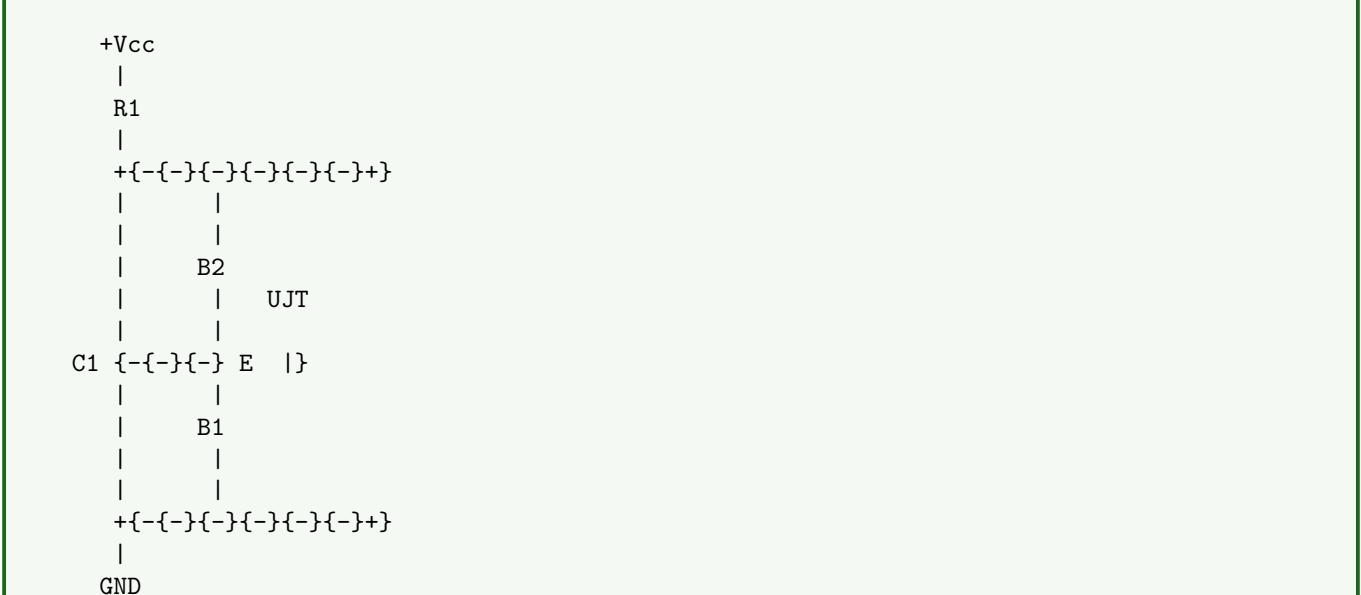 +Vcc
|
R1
|
+{-{-}{-}{-}{-}{-}+}
| |
| |
| B2
| | UJT
| |
C1 {-{-}{-} E |}
| |
| B1
| |
| |
+{-{-}{-}{-}{-}{-}+}
|
GND